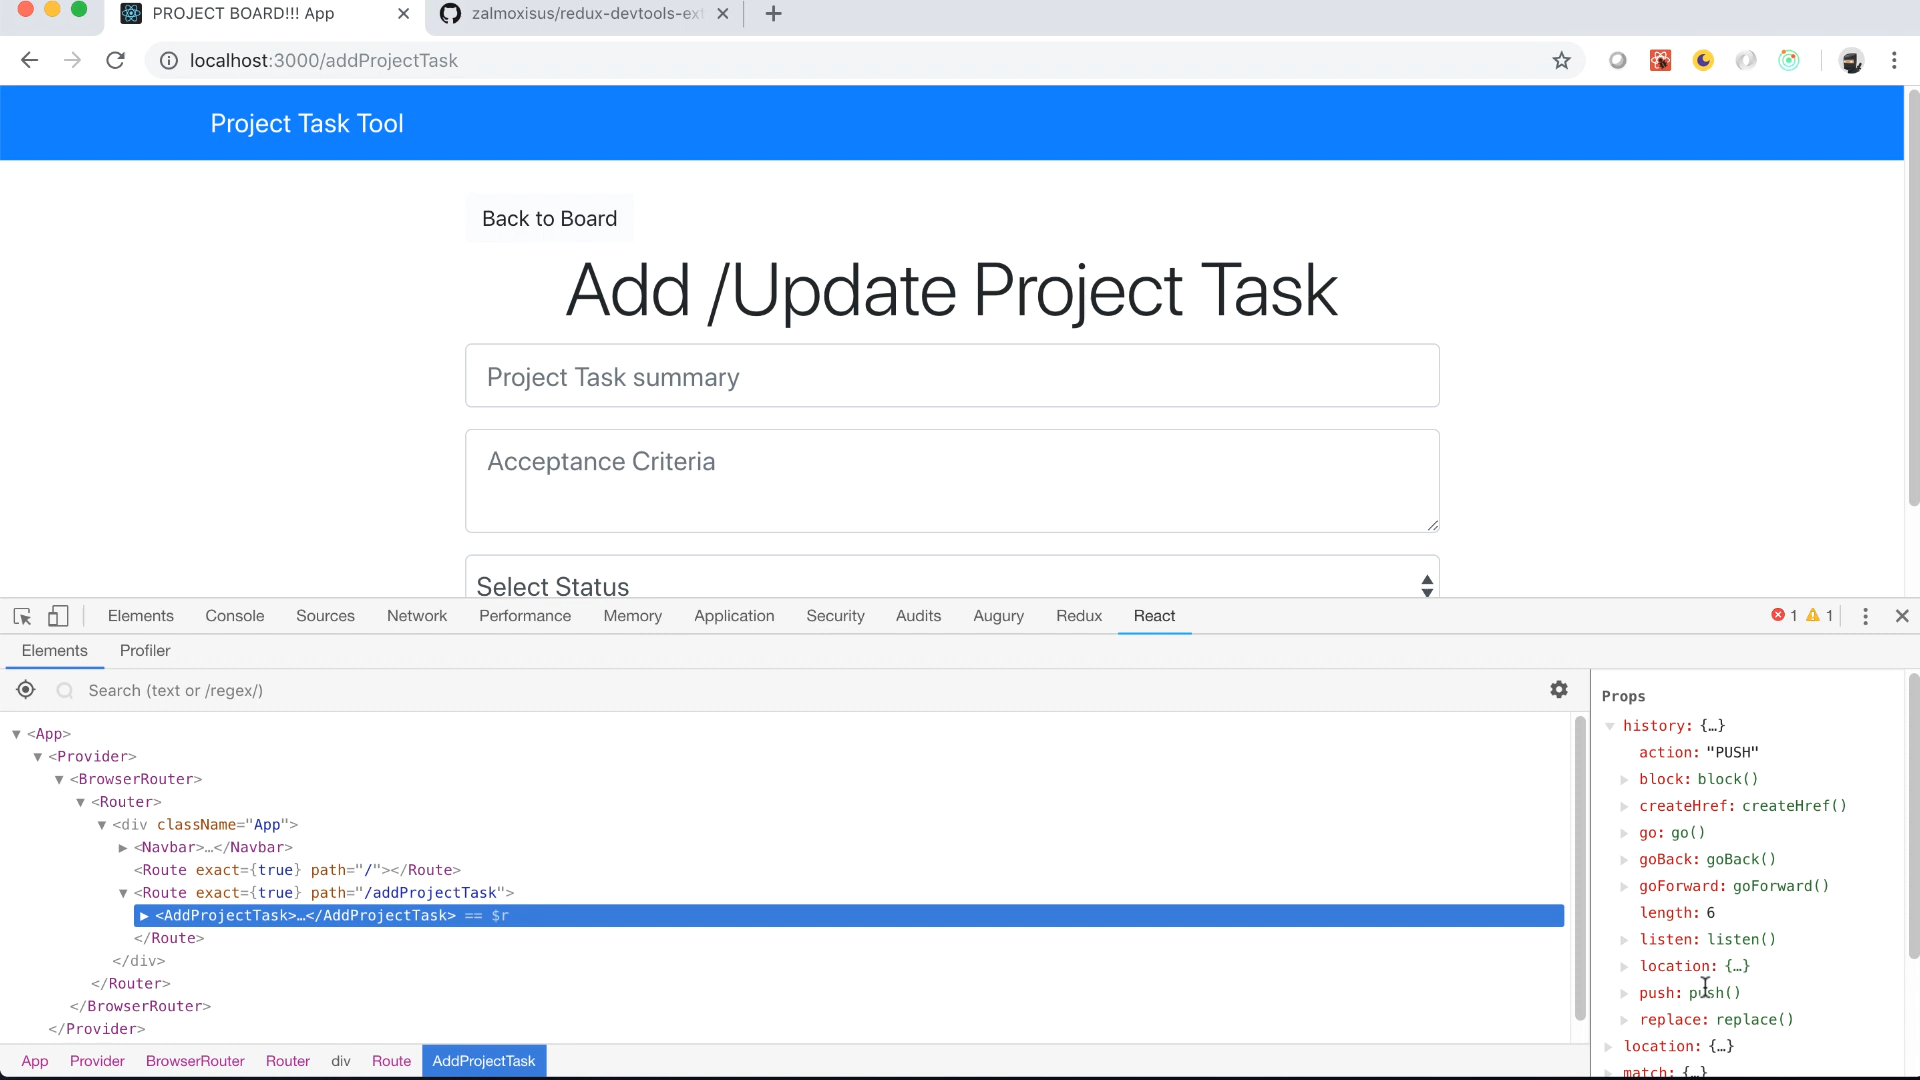 PROJECT BOARD!!! App
zalmoxisus/redux-devtools-ext
localhost:3000/addProjectTask
Project Task Tool
Back to Board
Add /Update Project Task
Project Task summary
Acceptance Criteria
Select Status
Elements Console Sources Network Performance Memory Application Security Audits Augury Redux React 1 1
Elements Profiler
Search (text or /regex/)
<App>
<Provider>
<BrowserRouter>
<Router>
<div className="App">
<Navbar>…</Navbar>
<Route exact={true} path="/"></Route>
<Route exact={true} path="/addProjectTask">
<AddProjectTask>…</AddProjectTask> == $r
</Route>
</div>
</Router>
</BrowserRouter>
</Provider>
App Provider BrowserRouter Router div Route AddProjectTask
Props
history: {…}
action: "PUSH"
block: block()
createHref: createHref()
go: go()
goBack: goBack()
goForward: goForward()
length: 6
listen: listen()
location: {…}
push: push()
replace: replace()
location: {…}
match: {…}